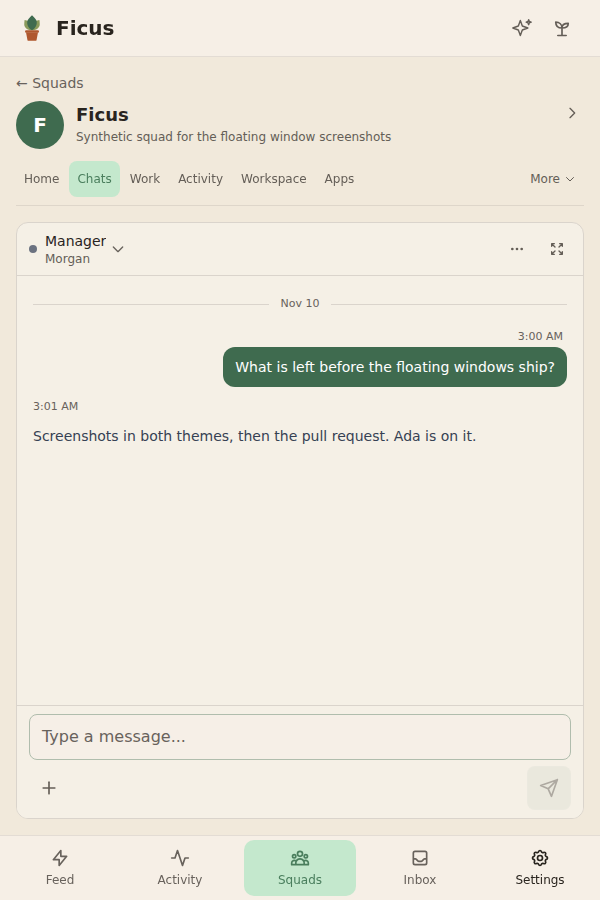 Ficus
← Squads
F
Ficus
Synthetic squad for the floating window screenshots
Home Chats Work Activity Workspace Apps More
Manager
Morgan
Nov 10
3:00 AM
What is left before the floating windows ship?
3:01 AM
Screenshots in both themes, then the pull request. Ada is on it.
Type a message...
Feed Activity Squads Inbox Settings